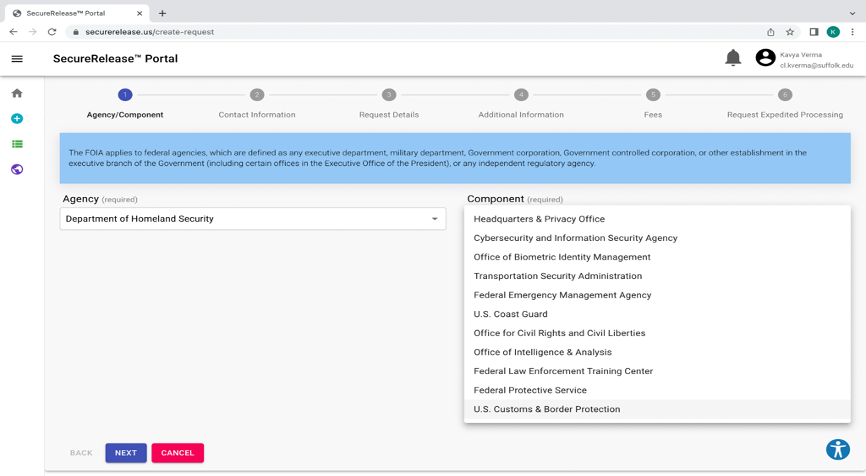 SecureRelease™ Portal
securerelease.us/create-request
K
SecureRelease™ Portal
Kavya Verma
cl.kverma@suffolk.edu
1 2 3 4 5 6
Agency/Component Contact Information Request Details Additional Information Fees Request Expedited Processing
The FOIA applies to federal agencies, which are defined as any executive department, military department, Government corporation, Government controlled corporation, or other establishment in the
executive branch of the Government (including certain offices in the Executive Office of the President), or any independent regulatory agency.
Agency (required)
Department of Homeland Security
Component (required)
Headquarters & Privacy Office
Cybersecurity and Information Security Agency
Office of Biometric Identity Management
Transportation Security Administration
Federal Emergency Management Agency
U.S. Coast Guard
Office for Civil Rights and Civil Liberties
Office of Intelligence & Analysis
Federal Law Enforcement Training Center
Federal Protective Service
U.S. Customs & Border Protection
BACK NEXT CANCEL